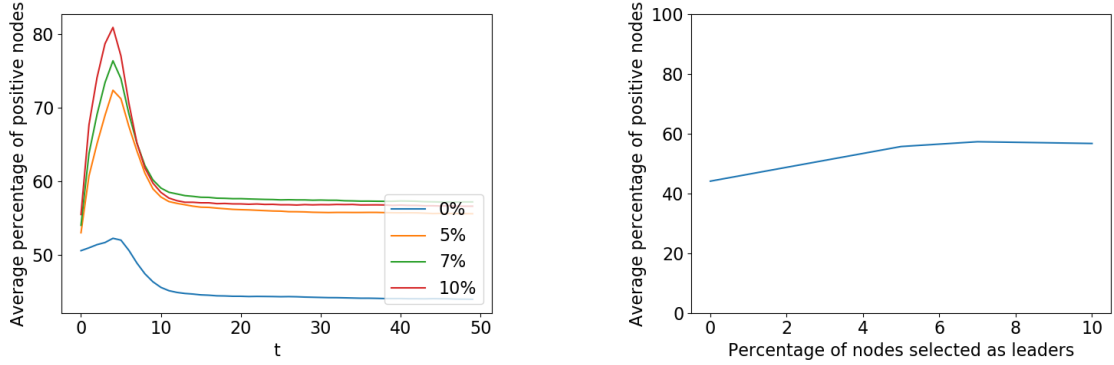 Average percentage of positive nodes
80
70
60
50
0 10 20 30 40 50
t
0%
5%
7%
10%
Average percentage of positive nodes
100
80
60
40
20
0
0 2 4 6 8 10
Percentage of nodes selected as leaders